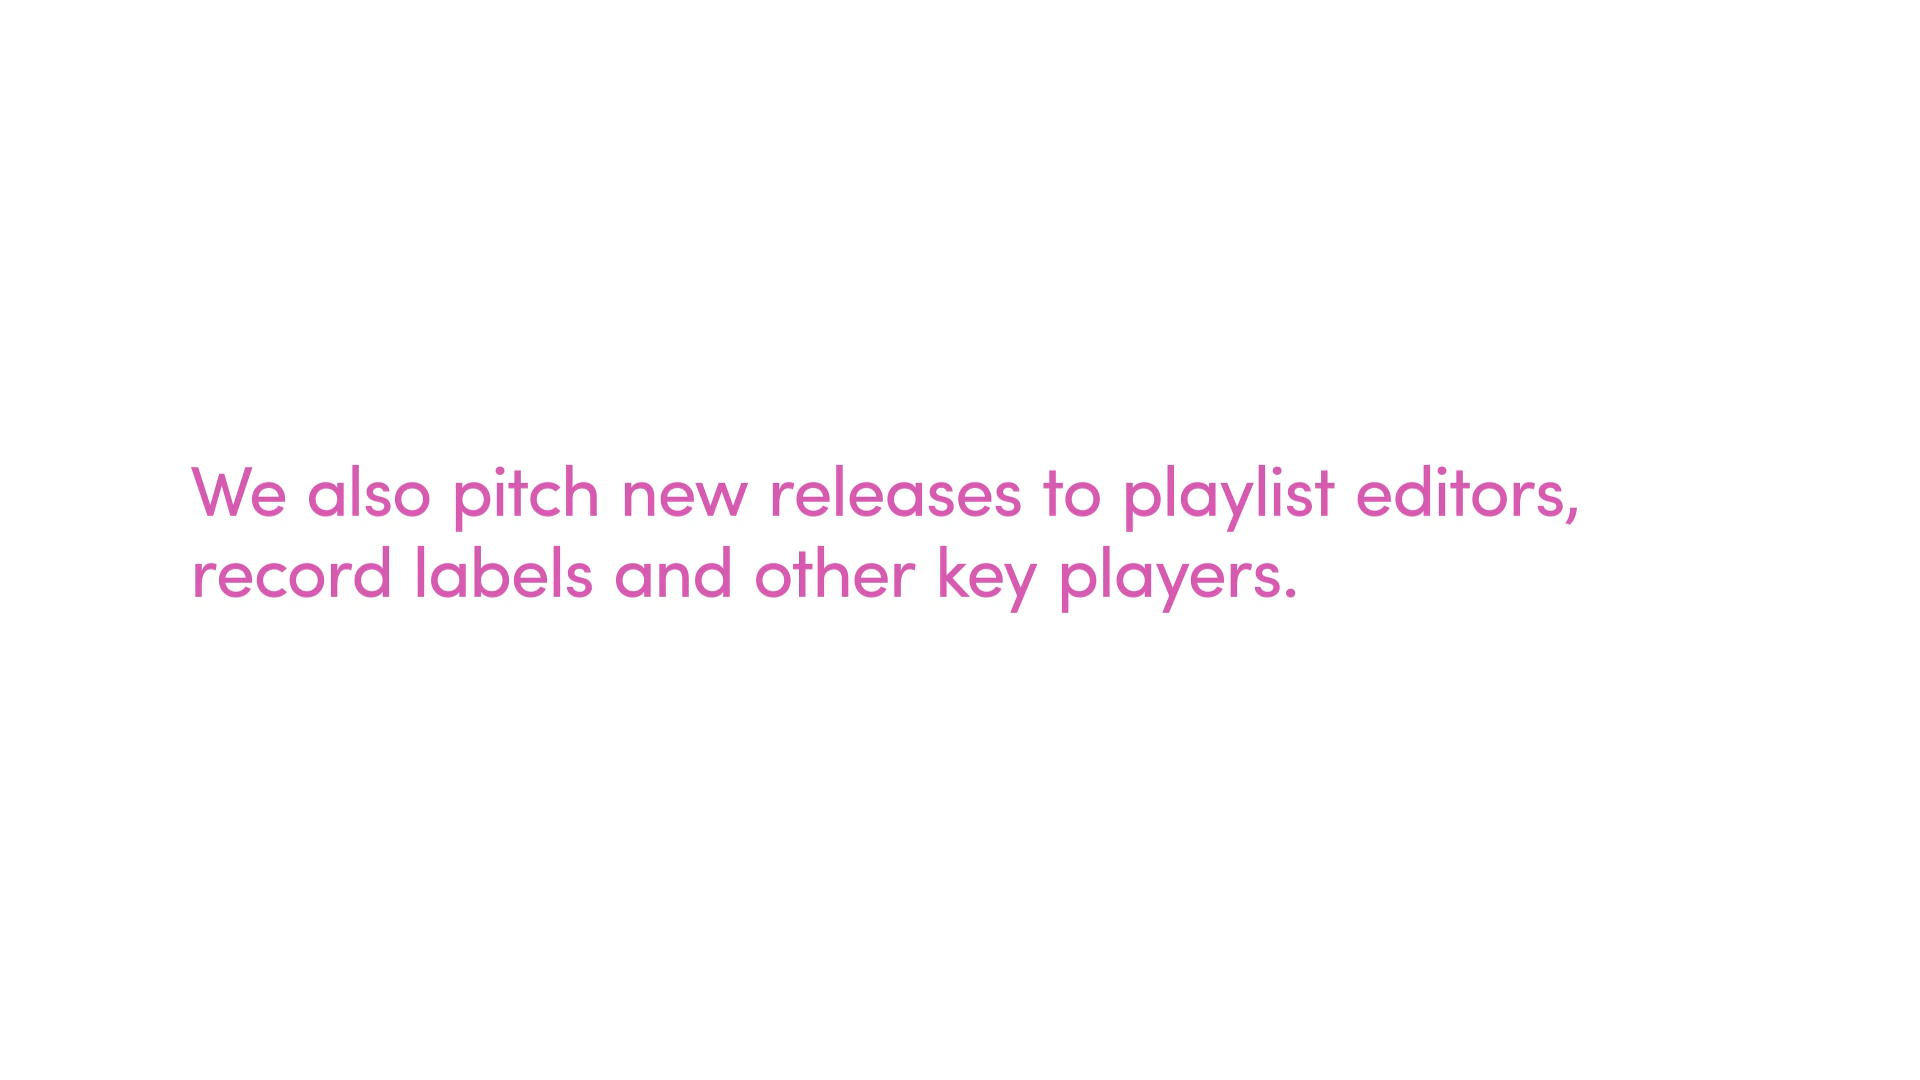 We also pitch new releases to playlist editors,
record labels and other key players.